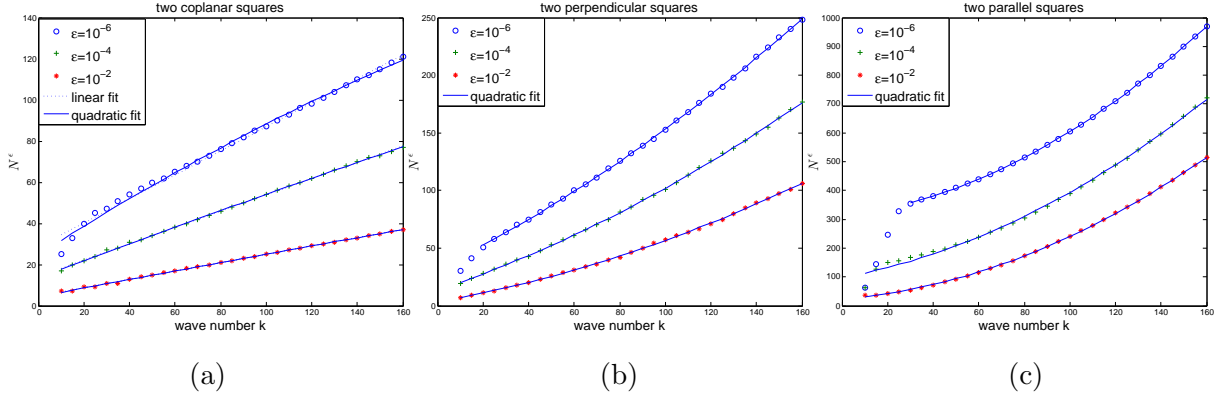 two coplanar squares
140
120
100
80
60
40
20
0
0 20 40 60 80 100 120 140 160
wave number k
N^ϵ
ε=10^−6
ε=10^−4
ε=10^−2
linear fit
quadratic fit
(a)
two perpendicular squares
250
200
150
100
50
0
0 20 40 60 80 100 120 140 160
wave number k
N^ϵ
ε=10^−6
ε=10^−4
ε=10^−2
quadratic fit
(b)
two parallel squares
1000
900
800
700
600
500
400
300
200
100
0
0 20 40 60 80 100 120 140 160
wave number k
N^ϵ
ε=10^−6
ε=10^−4
ε=10^−2
quadratic fit
(c)